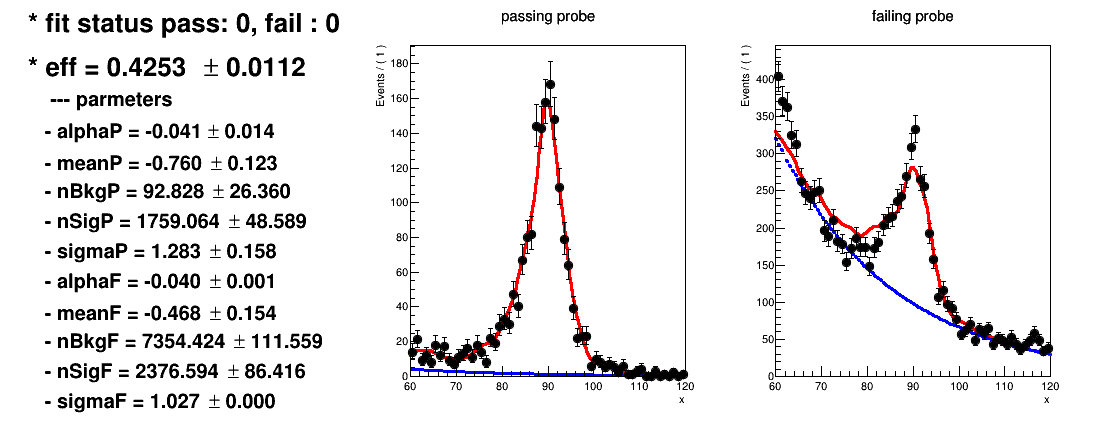 * fit status pass: 0, fail : 0
* eff = 0.4253 ± 0.0112
--- parmeters
- alphaP = -0.041 ± 0.014
- meanP = -0.760 ± 0.123
- nBkgP = 92.828 ± 26.360
- nSigP = 1759.064 ± 48.589
- sigmaP = 1.283 ± 0.158
- alphaF = -0.040 ± 0.001
- meanF = -0.468 ± 0.154
- nBkgF = 7354.424 ± 111.559
- nSigF = 2376.594 ± 86.416
- sigmaF = 1.027 ± 0.000
passing probe
Events / ( 1 )
180
160
140
120
100
80
60
40
20
0
60 70 80 90 100 110 120
x
failing probe
Events / ( 1 )
400
350
300
250
200
150
100
50
0
60 70 80 90 100 110 120
x